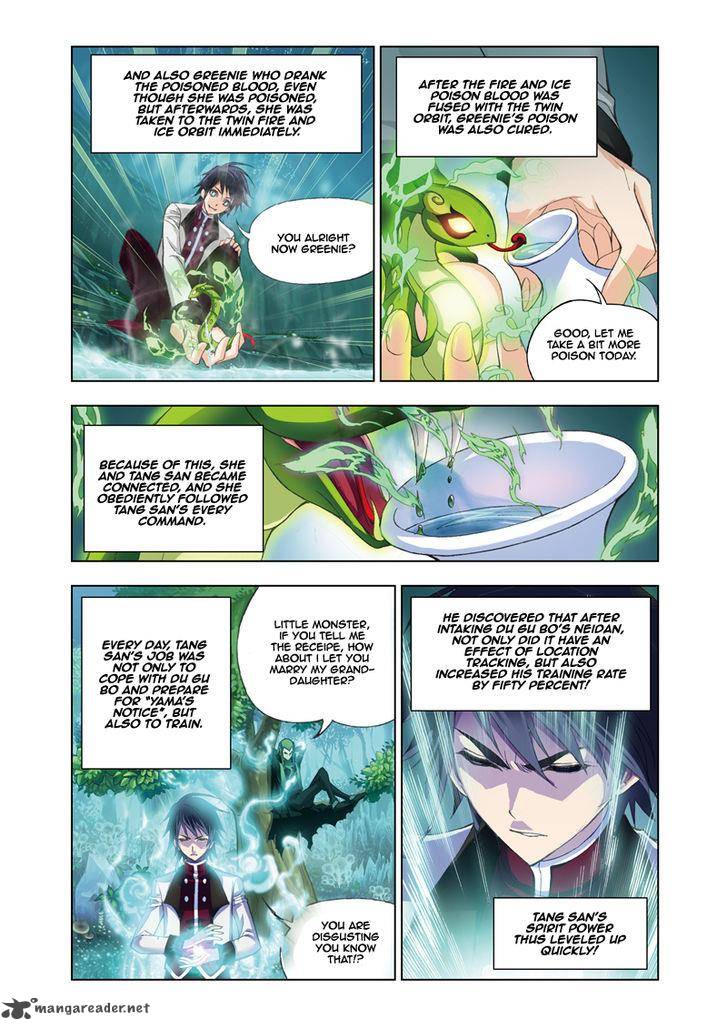 AND ALSO GREENIE WHO DRANK
THE POISONED BLOOD, EVEN
THOUGH SHE WAS POISONED,
BUT AFTERWARDS, SHE WAS
TAKEN TO THE TWIN FIRE AND
ICE ORBIT IMMEDIATELY.
YOU ALRIGHT
NOW GREENIE?
AFTER THE FIRE AND ICE
POISON BLOOD WAS
FUSED WITH THE TWIN
ORBIT, GREENIE'S POISON
WAS ALSO CURED.
GOOD, LET ME
TAKE A BIT MORE
POISON TODAY.
BECAUSE OF THIS, SHE
AND TANG SAN BECAME
CONNECTED, AND SHE
OBEDIENTLY FOLLOWED
TANG SAN'S EVERY
COMMAND.
EVERY DAY, TANG
SAN'S JOB WAS
NOT ONLY TO
COPE WITH DU GU
BO AND PREPARE
FOR "YAMA'S
NOTICE", BUT
ALSO TO TRAIN.
LITTLE MONSTER,
IF YOU TELL ME
THE RECEIPE, HOW
ABOUT I LET YOU
MARRY MY GRAND-
DAUGHTER?
YOU ARE
DISGUSTING
YOU KNOW
THAT!?
HE DISCOVERED THAT AFTER
INTAKING DU GU BO'S NEIDAN,
NOT ONLY DID IT HAVE AN
EFFECT OF LOCATION
TRACKING, BUT ALSO
INCREASED HIS TRAINING RATE
BY FIFTY PERCENT!
TANG SAN'S
SPIRIT POWER
THUS LEVELED UP
QUICKLY!
mangareader.net